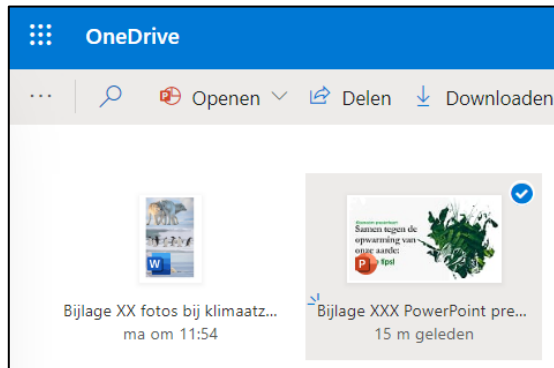 OneDrive
... Openen Delen Downloaden
Samen tegen de
opwarming van
onze aarde:
tips!
W
P
Bijlage XX fotos bij klimaatz...
ma om 11:54
Bijlage XXX PowerPoint pre...
15 m geleden